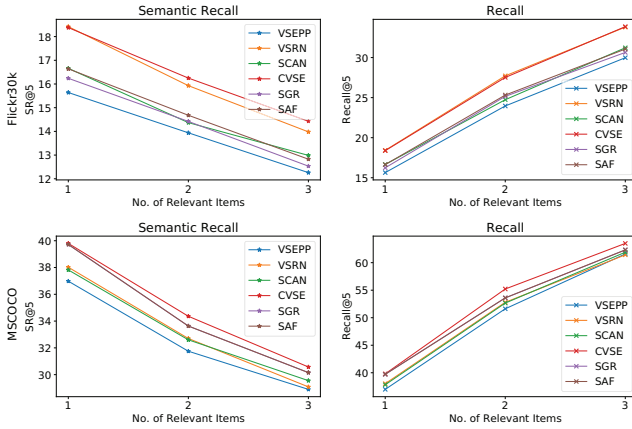 Semantic Recall
Flickr30k
SR@5
18
17
16
15
14
13
12
VSEPP
VSRN
SCAN
CVSE
SGR
SAF
1
2
3
No. of Relevant Items
Recall
Recall@5
30
25
20
15
VSEPP
VSRN
SCAN
CVSE
SGR
SAF
1
2
3
No. of Relevant Items
Semantic Recall
MSCOCO
SR@5
40
38
36
34
32
30
VSEPP
VSRN
SCAN
CVSE
SGR
SAF
1
2
3
No. of Relevant Items
Recall
Recall@5
60
55
50
45
40
VSEPP
VSRN
SCAN
CVSE
SGR
SAF
1
2
3
No. of Relevant Items